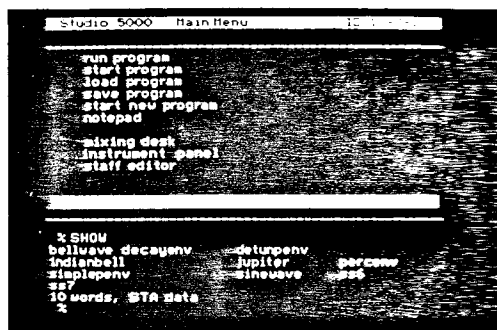 Studio 5000 Main Menu
run program
start program
load program
save program
start new program
notepad
mixing desk
instrument panel
staff editor
% SHOW
bellwave decayenv detunpenv
indianbell jupiter percenv
simplepenv sinewave ss6
ss7
10 words, STA data
%